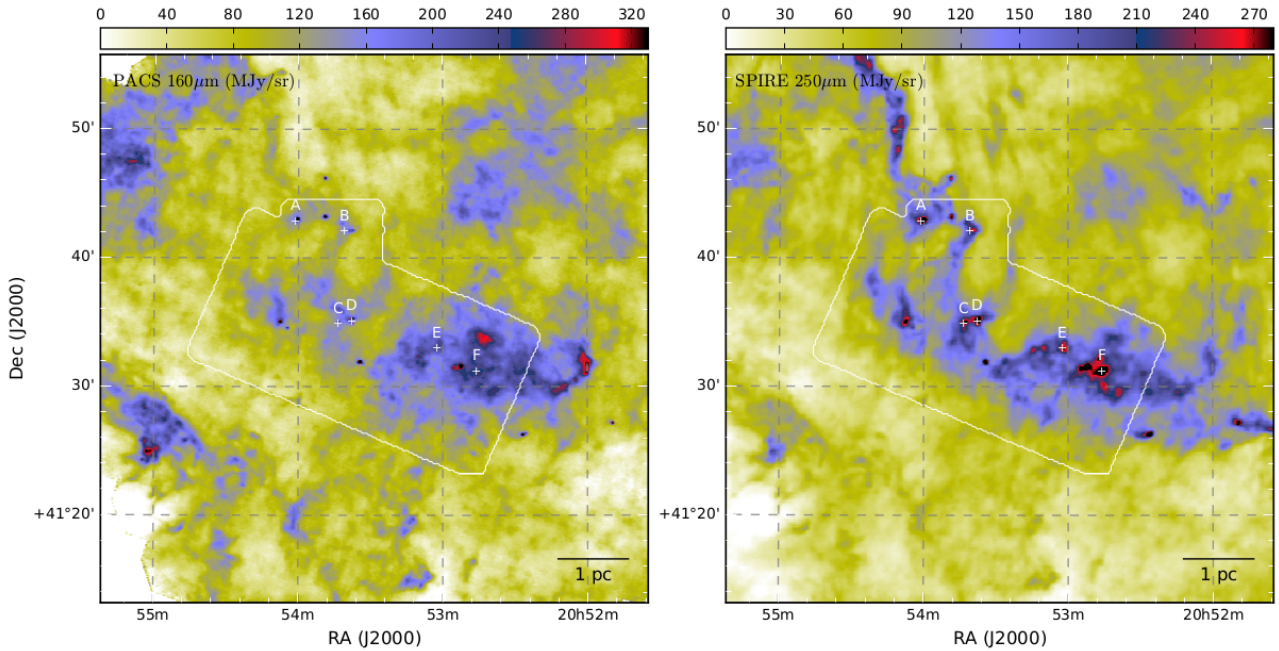 0 40 80 120 160 200 240 280 320
PACS 160μm (MJy/sr)
50'
40'
30'
+41°20'
Dec (J2000)
A
B
C D
E
F
1 pc
55m 54m 53m 20h52m
RA (J2000)
0 30 60 90 120 150 180 210 240 270
SPIRE 250μm (MJy/sr)
50'
40'
30'
+41°20'
A
B
C D
E
F
1 pc
55m 54m 53m 20h52m
RA (J2000)